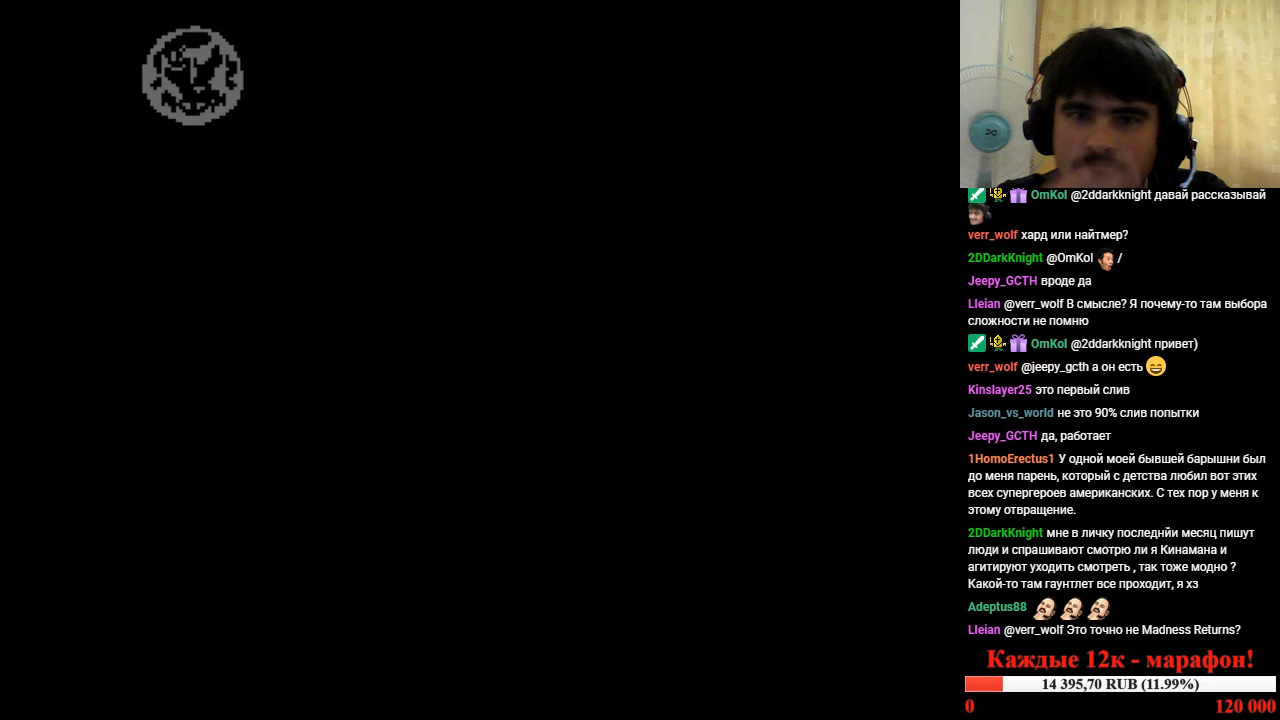 OmKol @2ddarkknight давай рассказывай
verr_wolf хард или найтмер?
2DDarkKnight @OmKol /
Jeepy_GCTH вроде да
Lleian @verr_wolf В смысле? Я почему-то там выбора
сложности не помню
OmKol @2ddarkknight привет)
verr_wolf @jeepy_gcth а он есть
Kinslayer25 это первый слив
Jason_vs_world не это 90% слив попытки
Jeepy_GCTH да, работает
1HomoErectus1 У одной моей бывшей барышни был
до меня парень, который с детства любил вот этих
всех супергероев американских. С тех пор у меня к
этому отвращение.
2DDarkKnight мне в личку последнйи месяц пишут
люди и спрашивают смотрю ли я Кинамана и
агитируют уходить смотреть , так тоже модно ?
Какой-то там гаунтлет все проходит, я хз
Adeptus88
Lleian @verr_wolf Это точно не Madness Returns?
Каждые 12к - марафон!
14 395,70 RUB (11.99%)
0 120 000